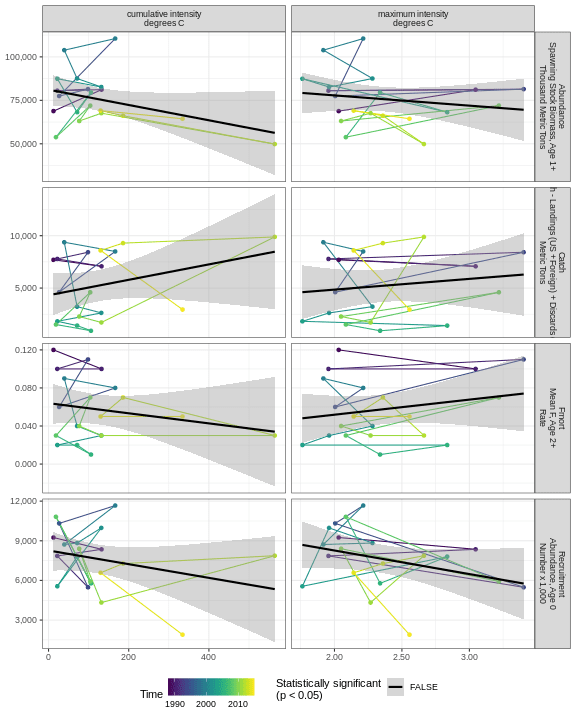 cumulative intensity
degrees C
maximum intensity
degrees C
100,000
75,000
50,000
Abundance
Spawning Stock Biomass, Age 1+
Thousand Metric Tons
10,000
5,000
Catch
h - Landings (US +Foreign) + Discards
Metric Tons
0.120
0.080
0.040
0.000
Fmort
Mean F, Age 2+
Rate
12,000
9,000
6,000
3,000
Recruitment
Abundance, Age 0
Number x 1,000
0 200 400 2.00 2.50 3.00
Time 1990 2000 2010
Statistically significant
(p < 0.05)
FALSE